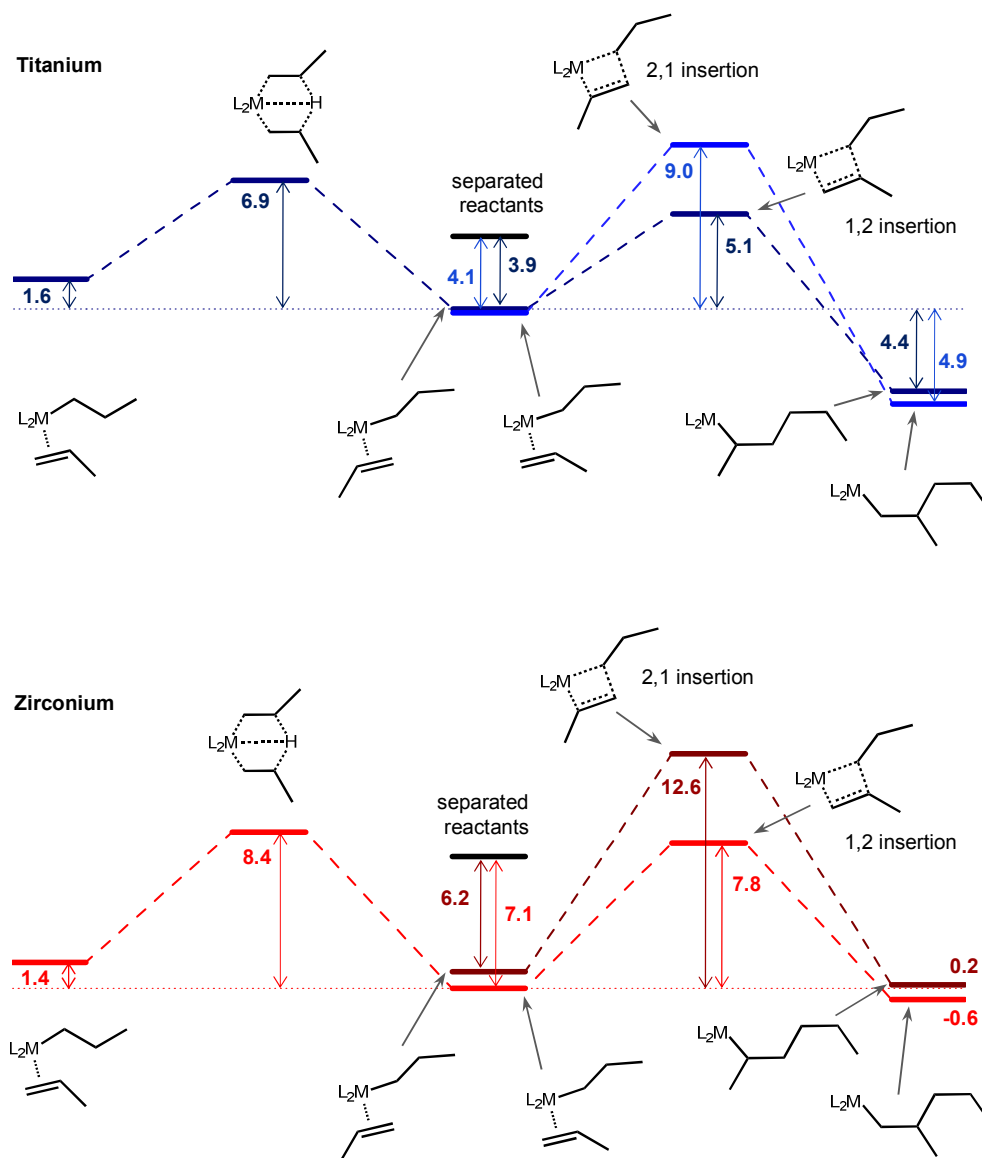 Titanium
L2M
H
2,1 insertion
L2M
9.0
L2M
separated
reactants
6.9
1,2 insertion
5.1
3.9
4.1
1.6
4.4
4.9
L2M
L2M
L2M
L2M
L2M
Zirconium
L2M
H
L2M
2,1 insertion
L2M
12.6
separated
reactants
1,2 insertion
8.4
7.8
6.2
7.1
1.4
0.2
-0.6
L2M
L2M
L2M
L2M
L2M